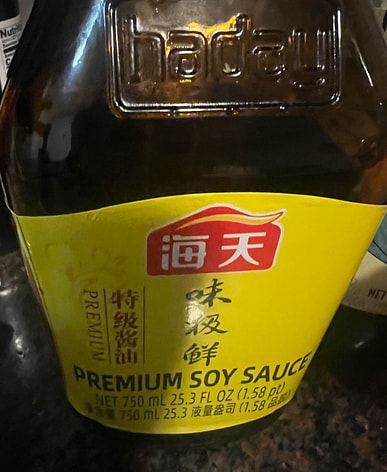 Nutri
haday
海天
味极鲜
特级酱油
PREMIUM
PREMIUM SOY SAUCE
NET 750 mL 25.3 FL OZ (1.58 pt)
净含量 750 mL 25.3 液量盎司 (1.58 品脱)
NET